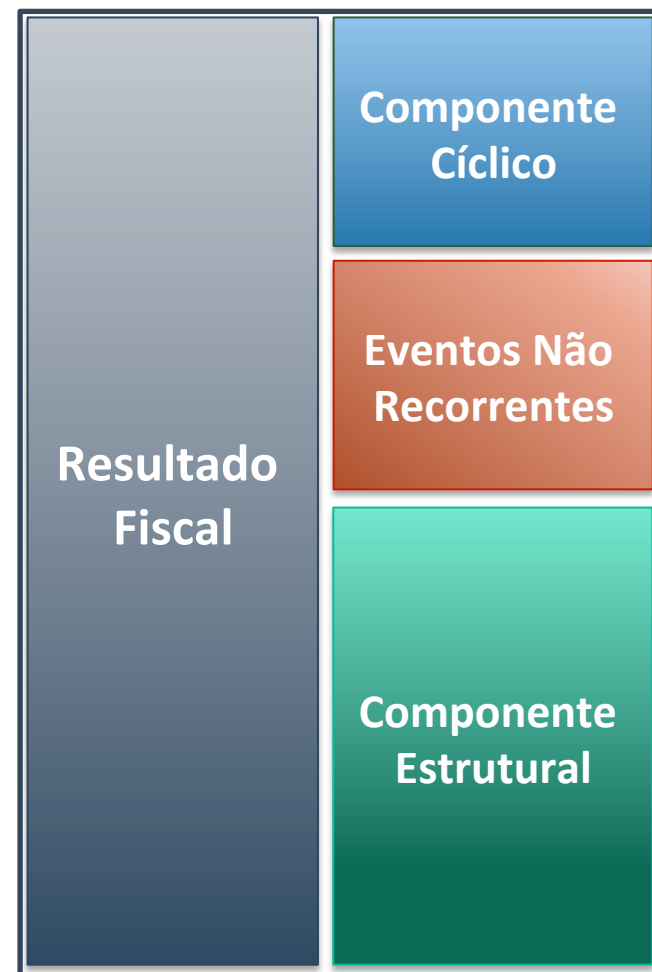 Resultado
Fiscal
Componente
Cíclico
Eventos Não
Recorrentes
Componente
Estrutural